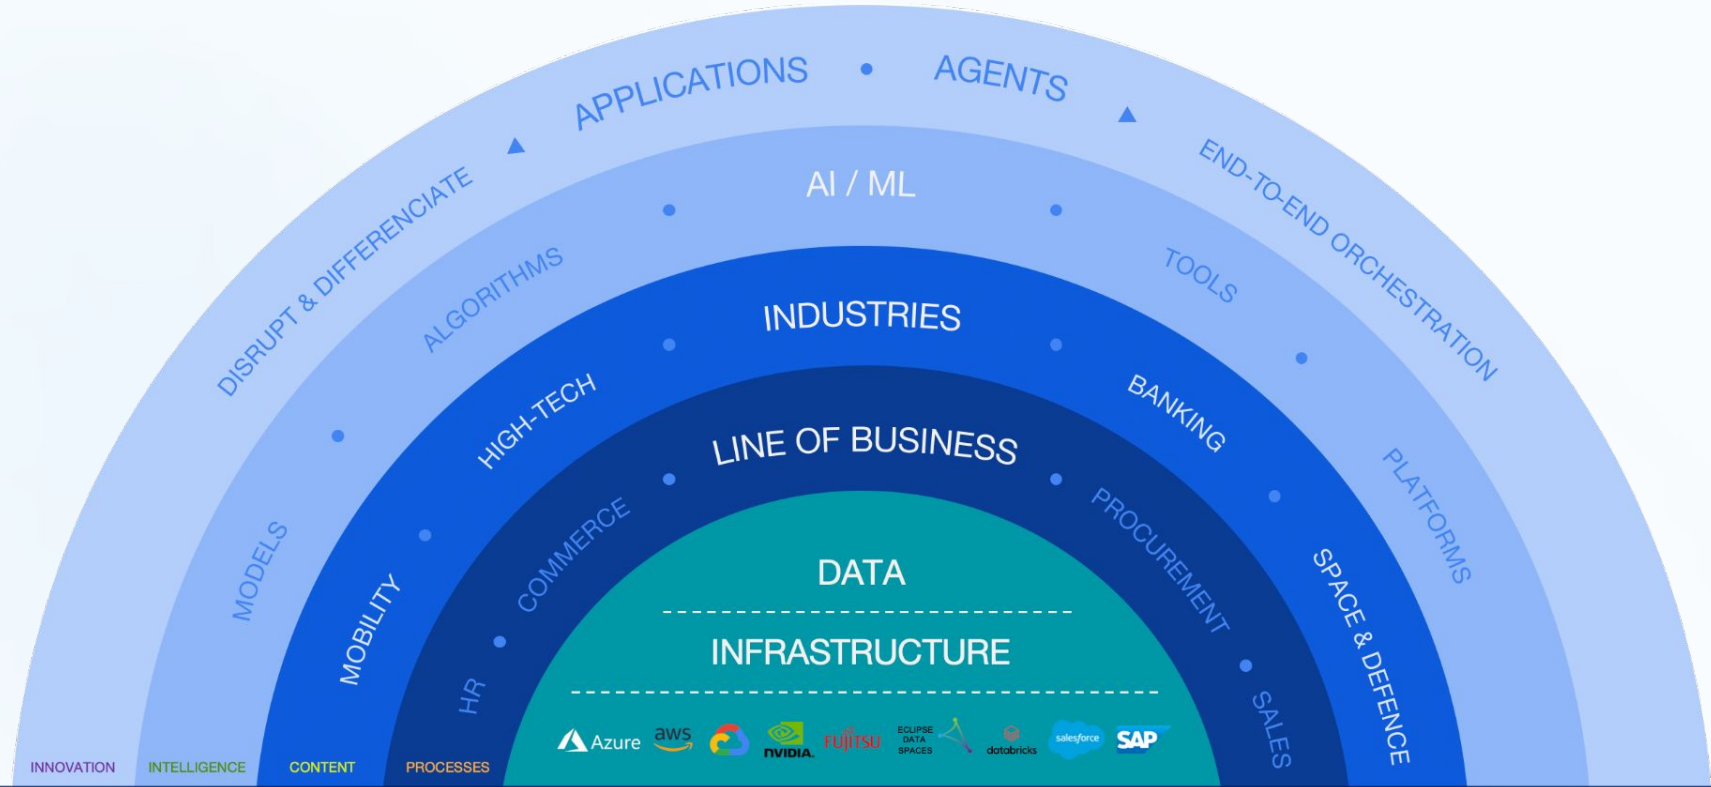 DISRUPT & DIFFERENCIATE ▲ APPLICATIONS • AGENTS ▲ END-TO-END ORCHESTRATION
AI / ML
MODELS • ALGORITHMS • • TOOLS • PLATFORMS
INDUSTRIES
MOBILITY • HIGH-TECH • • BANKING • SPACE & DEFENCE
LINE OF BUSINESS
HR • COMMERCE • • PROCUREMENT • SALES
DATA
INFRASTRUCTURE
Azure
aws
NVIDIA.
FUJITSU
ECLIPSE
DATA
SPACES
databricks
salesforce
SAP
INNOVATION
INTELLIGENCE
CONTENT
PROCESSES